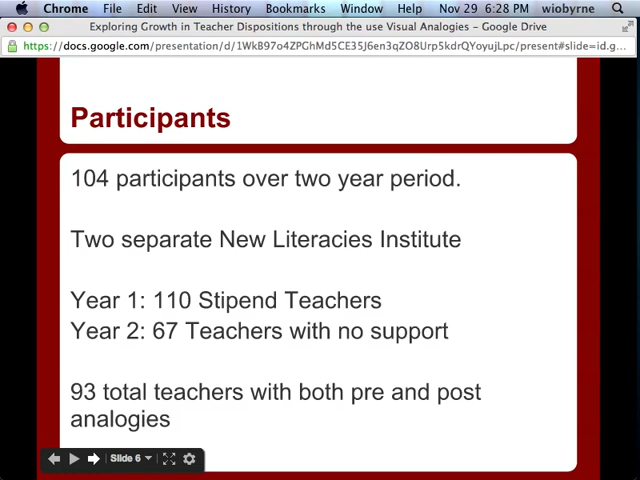 Chrome File Edit View History Bookmarks Window Help Nov 29 6:28 PM wiobyrne
Exploring Growth in Teacher Dispositions through the use Visual Analogies – Google Drive
https://docs.google.com/presentation/d/1WkB97o4ZPGhMd5CE35J6en3qZO8Urp5kdrQYoyujLpc/present#slide=id.g...
Participants
104 participants over two year period.
Two separate New Literacies Institute
Year 1: 110 Stipend Teachers
Year 2: 67 Teachers with no support
93 total teachers with both pre and post
analogies
Slide 6